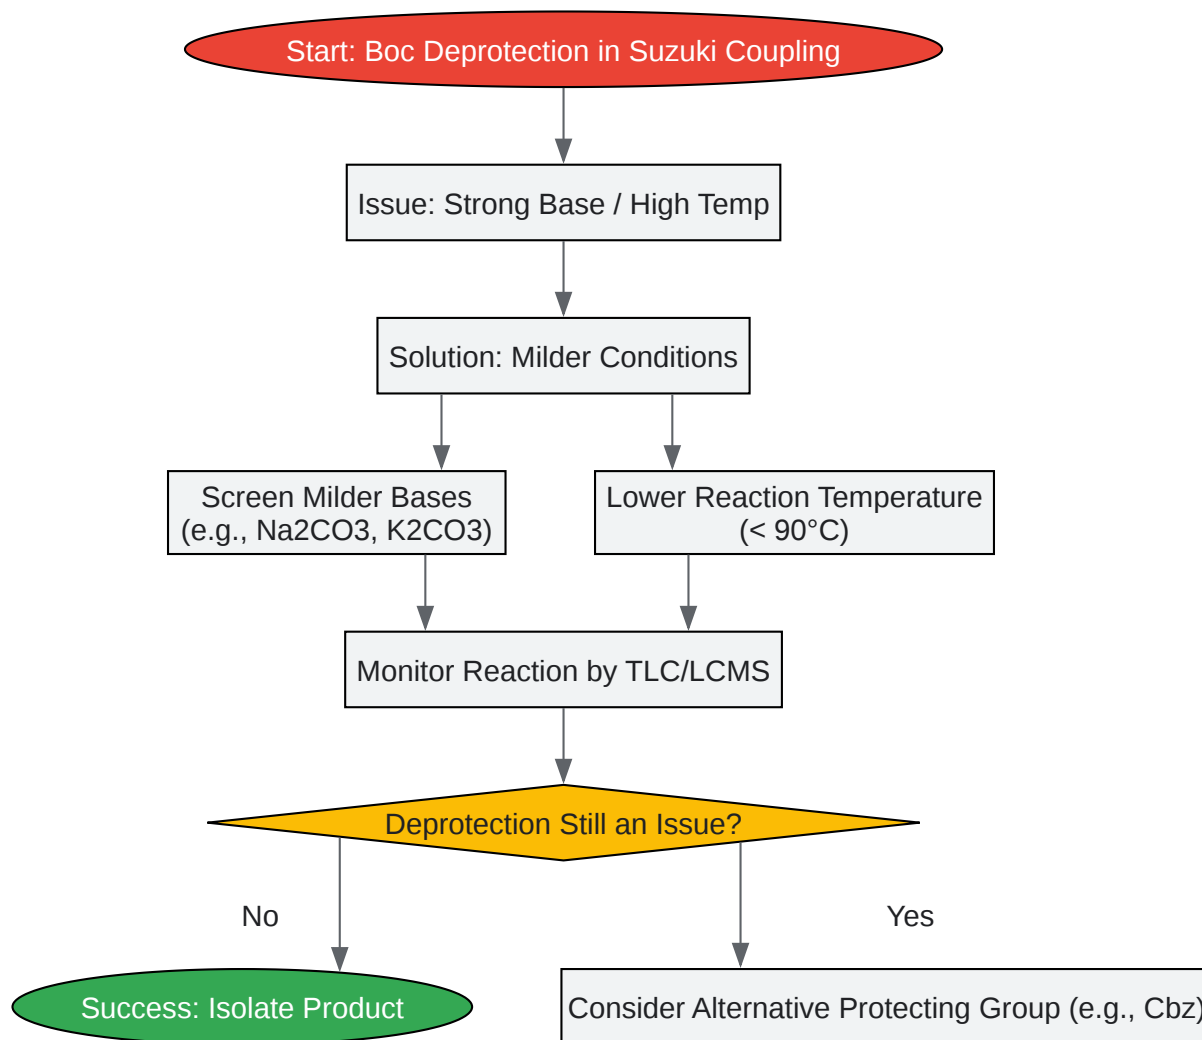 Start: Boc Deprotection in Suzuki Coupling
Issue: Strong Base / High Temp
Solution: Milder Conditions
Screen Milder Bases
(e.g., Na2CO3, K2CO3)
Lower Reaction Temperature
(< 90°C)
Monitor Reaction by TLC/LCMS
Deprotection Still an Issue?
No
Yes
Success: Isolate Product
Consider Alternative Protecting Group (e.g., Cbz)